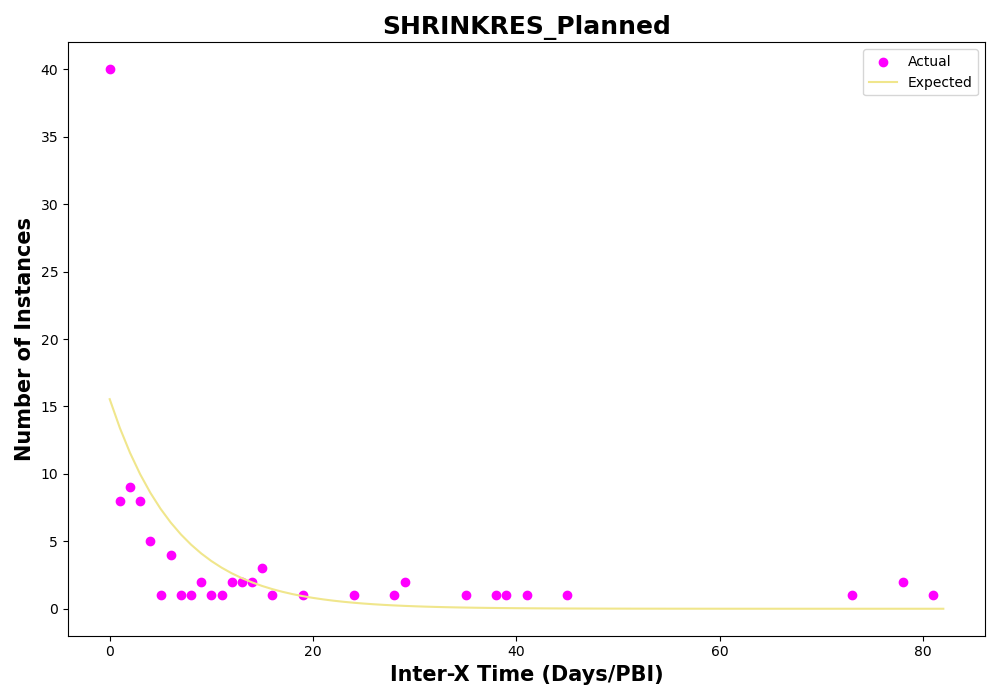 SHRINKRES_Planned
Actual
Expected
Number of Instances
40
35
30
25
20
15
10
5
0
0 20 40 60 80
Inter-X Time (Days/PBI)